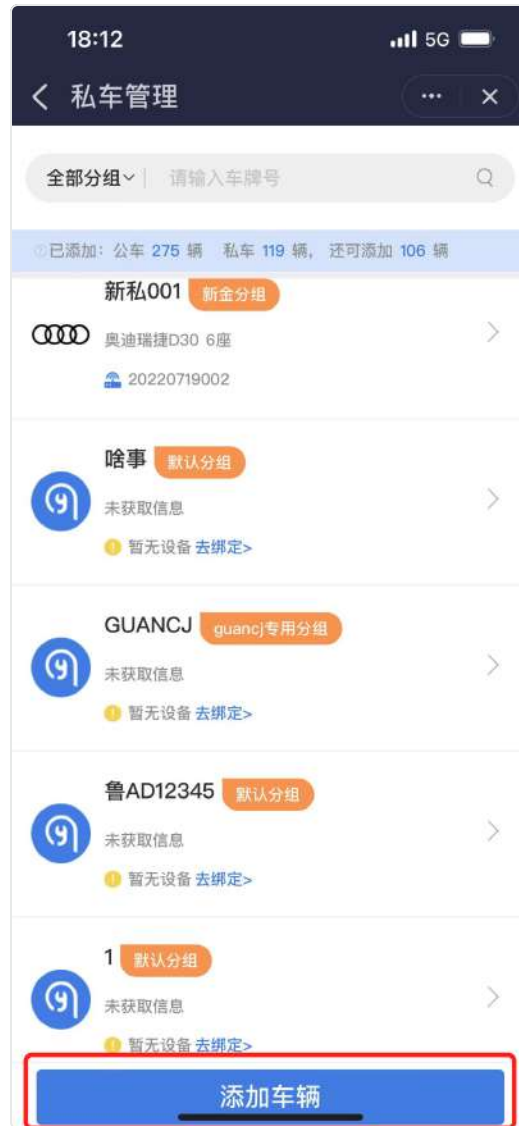 18:12 5G
私车管理
全部分组 请输入车牌号
已添加：公车 275 辆 私车 119 辆， 还可添加 106 辆
新私001 新金分组
奥迪瑞捷D30 6座
20220719002
啥事 默认分组
未获取信息
暂无设备 去绑定>
GUANCJ guancj专用分组
未获取信息
暂无设备 去绑定>
鲁AD12345 默认分组
未获取信息
暂无设备 去绑定>
1 默认分组
未获取信息
暂无设备 去绑定>
添加车辆